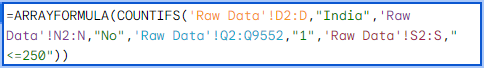 =ARRAYFORMULA(COUNTIFS('Raw Data'!D2:D,"India",'Raw
Data'!N2:N,"No",'Raw Data'!Q2:Q9552,"1",'Raw Data'!S2:S,"
<=250"))